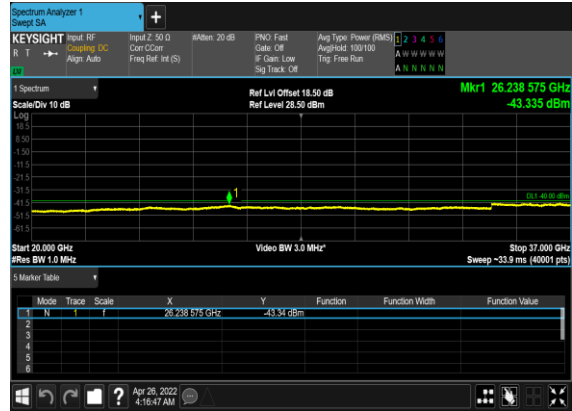 Spectrum Analyzer 1
Swept SA
+
KEYSIGHT
R T
Input: RF
Coupling: DC
Align: Auto
Input Z: 50 Ω
Corr CCorr
Freq Ref: Int (S)
#Atten: 20 dB
PNO: Fast
Gate: Off
IF Gain: Low
Sig Track: Off
Avg Type: Power (RMS)
Avg|Hold: 100/100
Trig: Free Run
1 2 3 4 5 6
A W W W W W
A N N N N N
1 Spectrum
Scale/Div 10 dB
Ref Lvl Offset 18.50 dB
Ref Level 28.50 dBm
Mkr1 26.238 575 GHz
-43.335 dBm
Log
18.5
8.50
-1.50
-11.5
-21.5
-31.5
-41.5
-51.5
-61.5
1
DL1 -40.00 dBm
Start 20.000 GHz
#Res BW 1.0 MHz
Video BW 3.0 MHz*
Stop 37.000 GHz
Sweep ~33.9 ms (40001 pts)
5 Marker Table
Mode Trace Scale X Y Function Function Width Function Value
1 N 1 f 26.238 575 GHz -43.34 dBm
2
3
4
5
6
?
Apr 26, 2022
4:16:47 AM